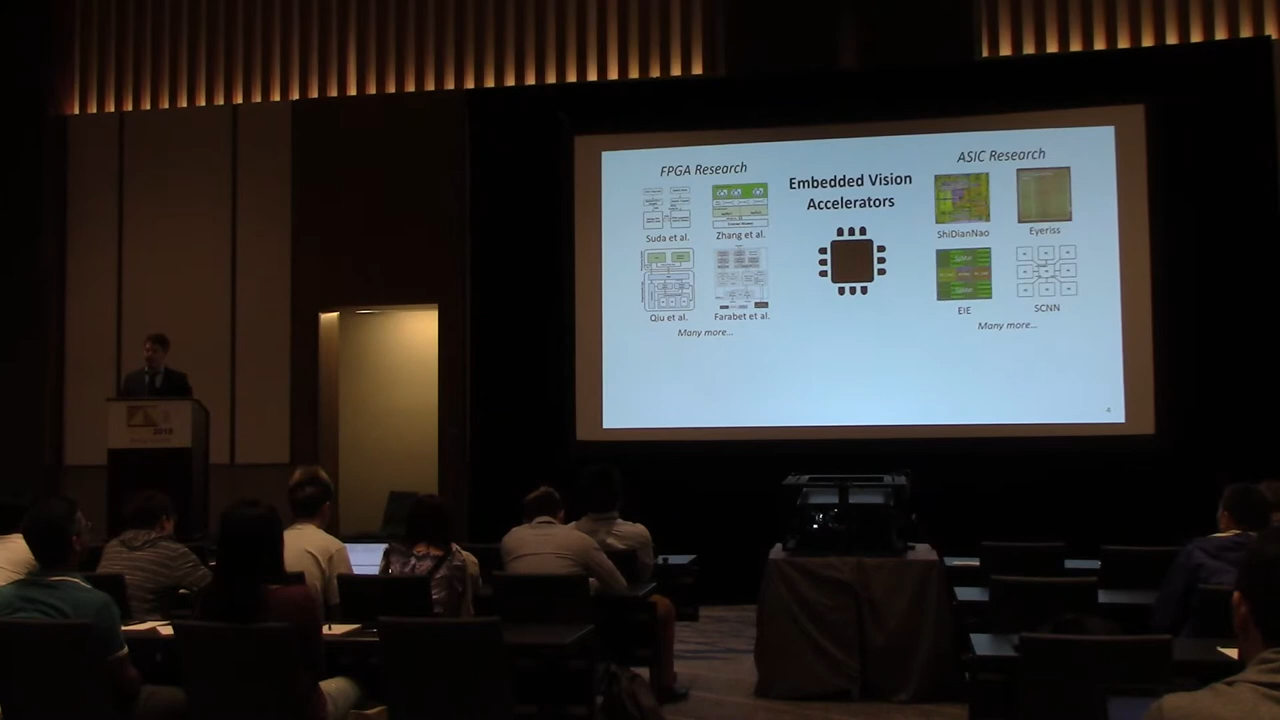 FPGA Research
Suda et al.
Zhang et al.
Qiu et al.
Farabet et al.
Many more...
Embedded Vision
Accelerators
ASIC Research
ShiDianNao
Eyeriss
EIE
SCNN
Many more...
4
2018